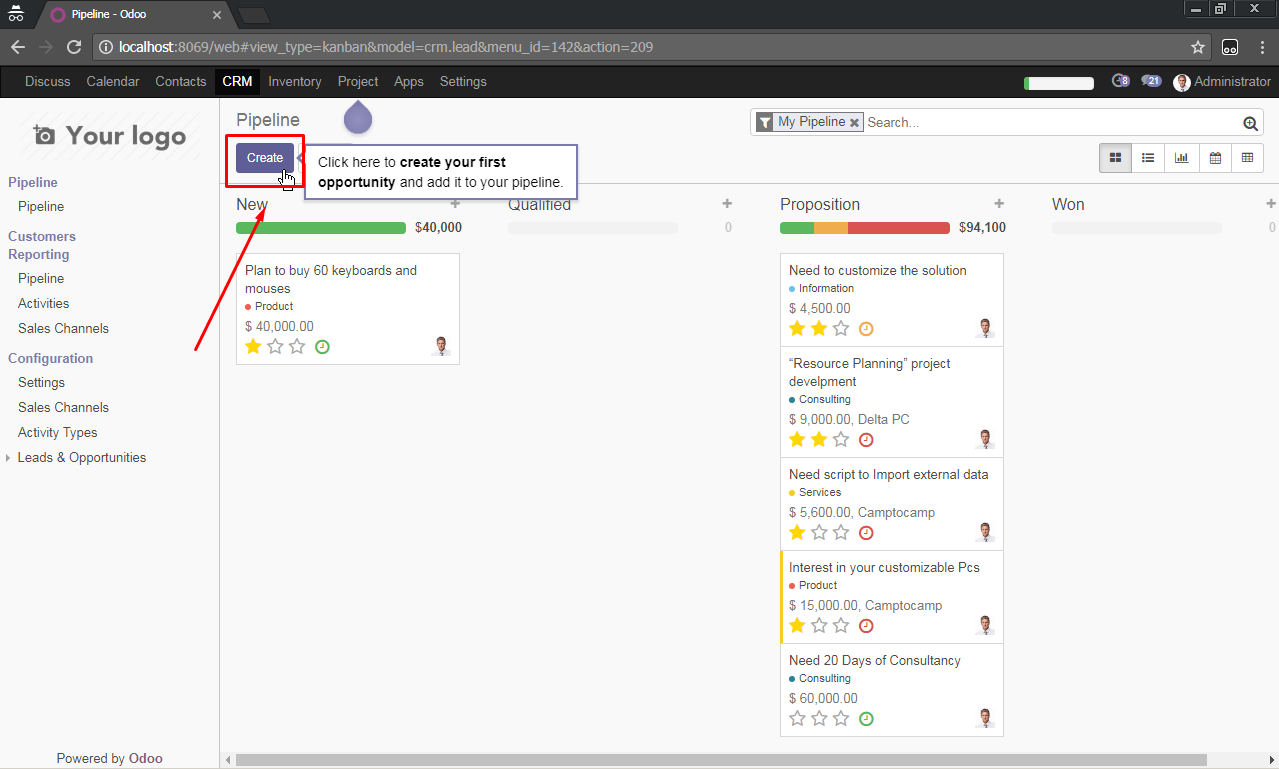 Pipeline - Odoo
localhost:8069/web#view_type=kanban&model=crm.lead&menu_id=142&action=209
Discuss Calendar Contacts CRM Inventory Project Apps Settings 8 21 Administrator
Your logo
Pipeline
Pipeline
Customers
Reporting
Pipeline
Activities
Sales Channels
Configuration
Settings
Sales Channels
Activity Types
Leads & Opportunities
Powered by Odoo
Pipeline
My Pipeline Search...
Create
Click here to create your first
opportunity and add it to your pipeline.
New
$40,000
Plan to buy 60 keyboards and
mouses
Product
$ 40,000.00
Qualified
0
Proposition
$94,100
Need to customize the solution
Information
$ 4,500.00
“Resource Planning” project
develpment
Consulting
$ 9,000.00, Delta PC
Need script to Import external data
Services
$ 5,600.00, Camptocamp
Interest in your customizable Pcs
Product
$ 15,000.00, Camptocamp
Need 20 Days of Consultancy
Consulting
$ 60,000.00
Won
0